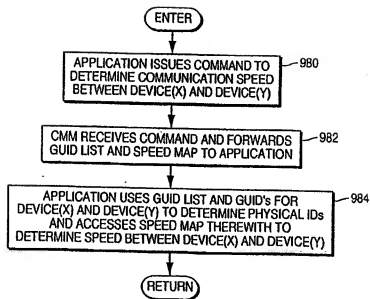 ENTER
APPLICATION ISSUES COMMAND TO
DETERMINE COMMUNICATION SPEED
BETWEEN DEVICE(X) AND DEVICE(Y)
980
CMM RECEIVES COMMAND AND FORWARDS
GUID LIST AND SPEED MAP TO APPLICATION
982
APPLICATION USES GUID LIST AND GUID's FOR
DEVICE(X) AND DEVICE(Y) TO DETERMINE PHYSICAL IDs
AND ACCESSES SPEED MAP THEREWITH TO
DETERMINE SPEED BETWEEN DEVICE(X) AND DEVICE(Y)
984
RETURN